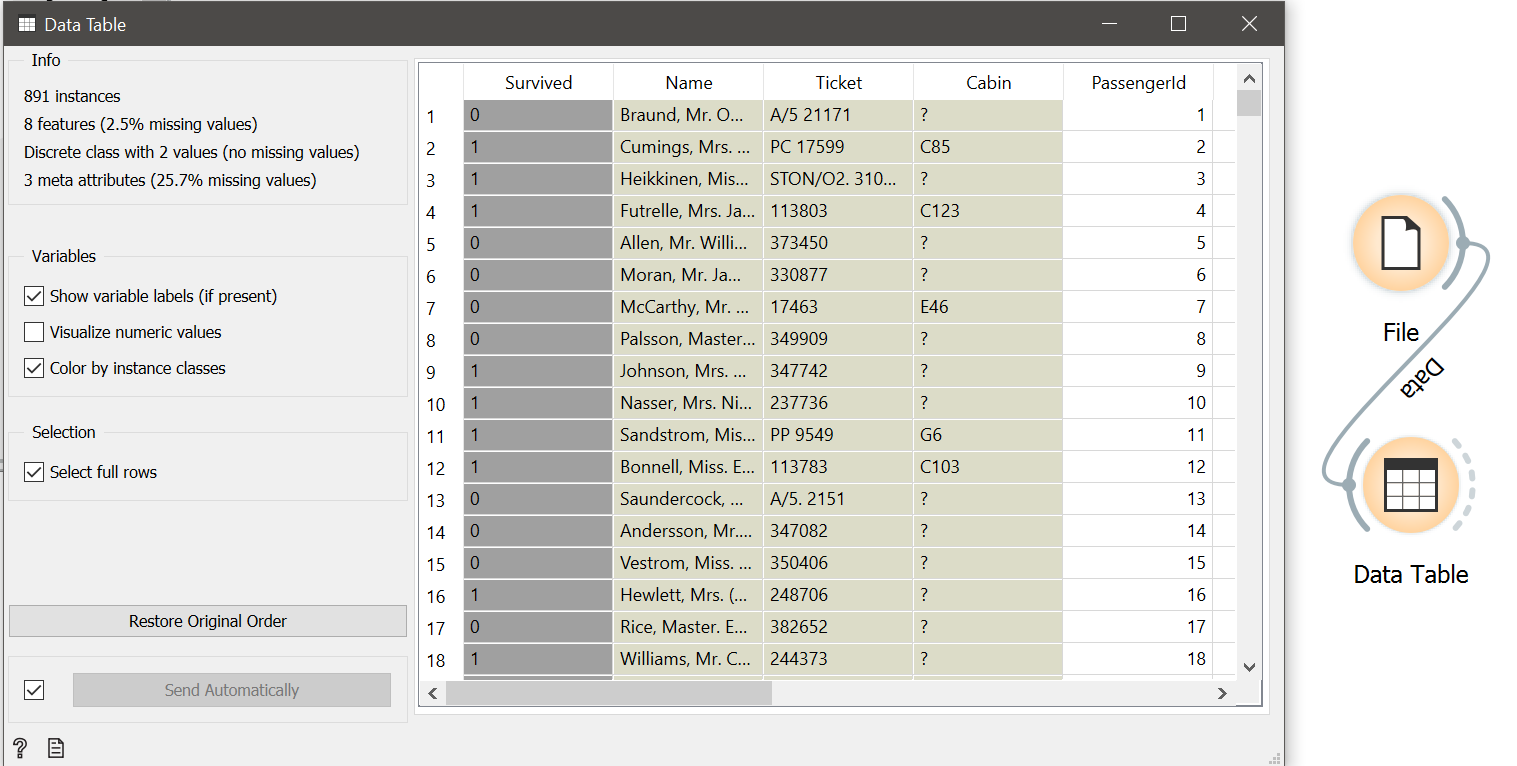 Data Table
Info
891 instances
8 features (2.5% missing values)
Discrete class with 2 values (no missing values)
3 meta attributes (25.7% missing values)
Variables
Show variable labels (if present)
Visualize numeric values
Color by instance classes
Selection
Select full rows
Restore Original Order
Send Automatically
Survived Name Ticket Cabin PassengerId
1 0 Braund, Mr. O... A/5 21171 ? 1
2 1 Cumings, Mrs. ... PC 17599 C85 2
3 1 Heikkinen, Mis... STON/O2. 310... ? 3
4 1 Futrelle, Mrs. Ja... 113803 C123 4
5 0 Allen, Mr. Willi... 373450 ? 5
6 0 Moran, Mr. Ja... 330877 ? 6
7 0 McCarthy, Mr. ... 17463 E46 7
8 0 Palsson, Master... 349909 ? 8
9 1 Johnson, Mrs. ... 347742 ? 9
10 1 Nasser, Mrs. Ni... 237736 ? 10
11 1 Sandstrom, Mis... PP 9549 G6 11
12 1 Bonnell, Miss. E... 113783 C103 12
13 0 Saundercock, ... A/5. 2151 ? 13
14 0 Andersson, Mr.... 347082 ? 14
15 0 Vestrom, Miss. ... 350406 ? 15
16 1 Hewlett, Mrs. (... 248706 ? 16
17 0 Rice, Master. E... 382652 ? 17
18 1 Williams, Mr. C... 244373 ? 18
File
Data
Data Table